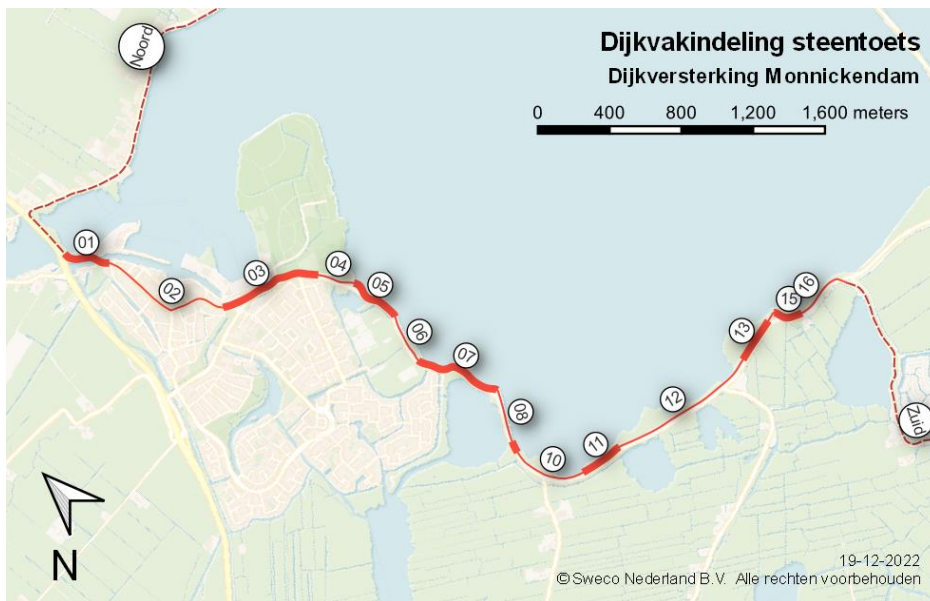 Dijkvakindeling steentoets
Dijkversterking Monnickendam
0 400 800 1,200 1,600 meters
Noord
01
02
03
04
05
06
07
08
10
11
12
13
15
16
Zuid
N
19-12-2022
© Sweco Nederland B.V. Alle rechten voorbehouden